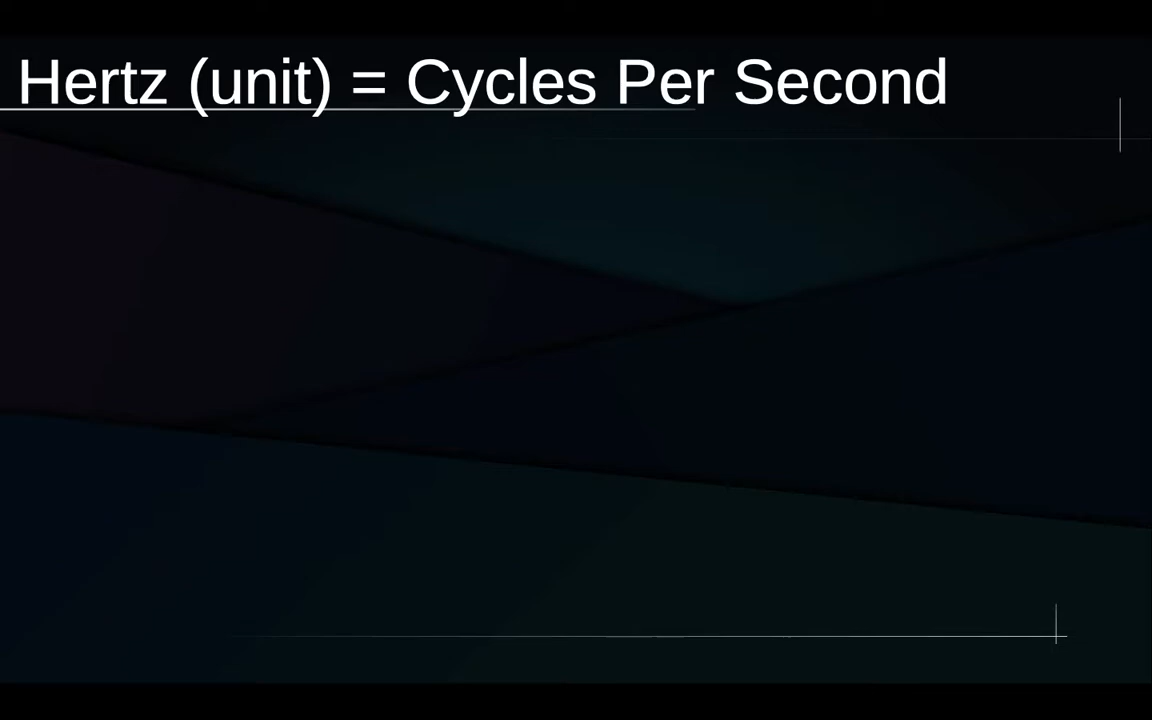 Hertz (unit) = Cycles Per Second